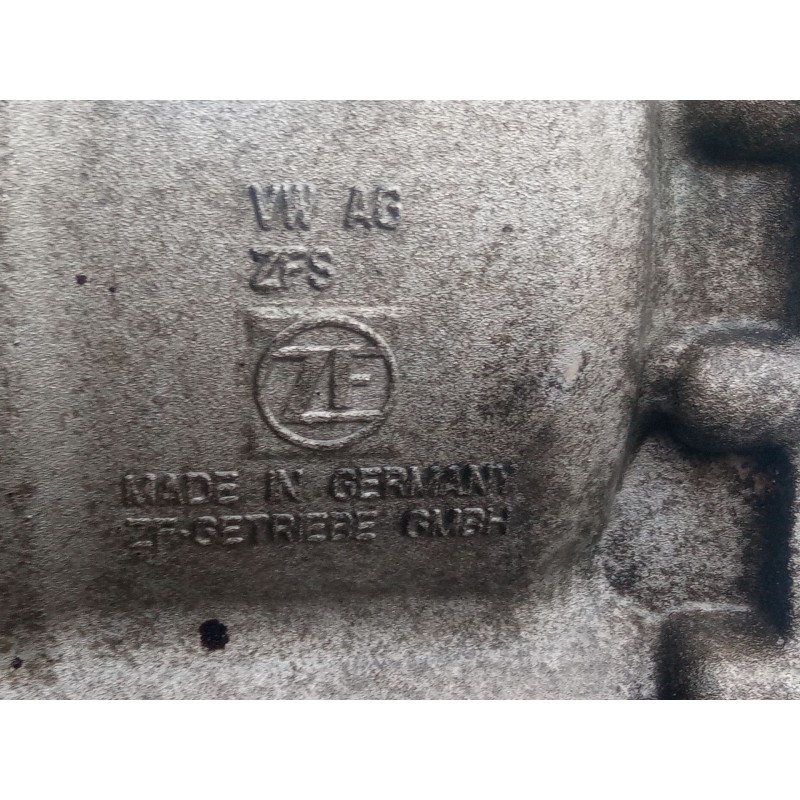 VW AG
ZFS
ZF
MADE IN GERMANY
ZF-GETRIEBE GMBH